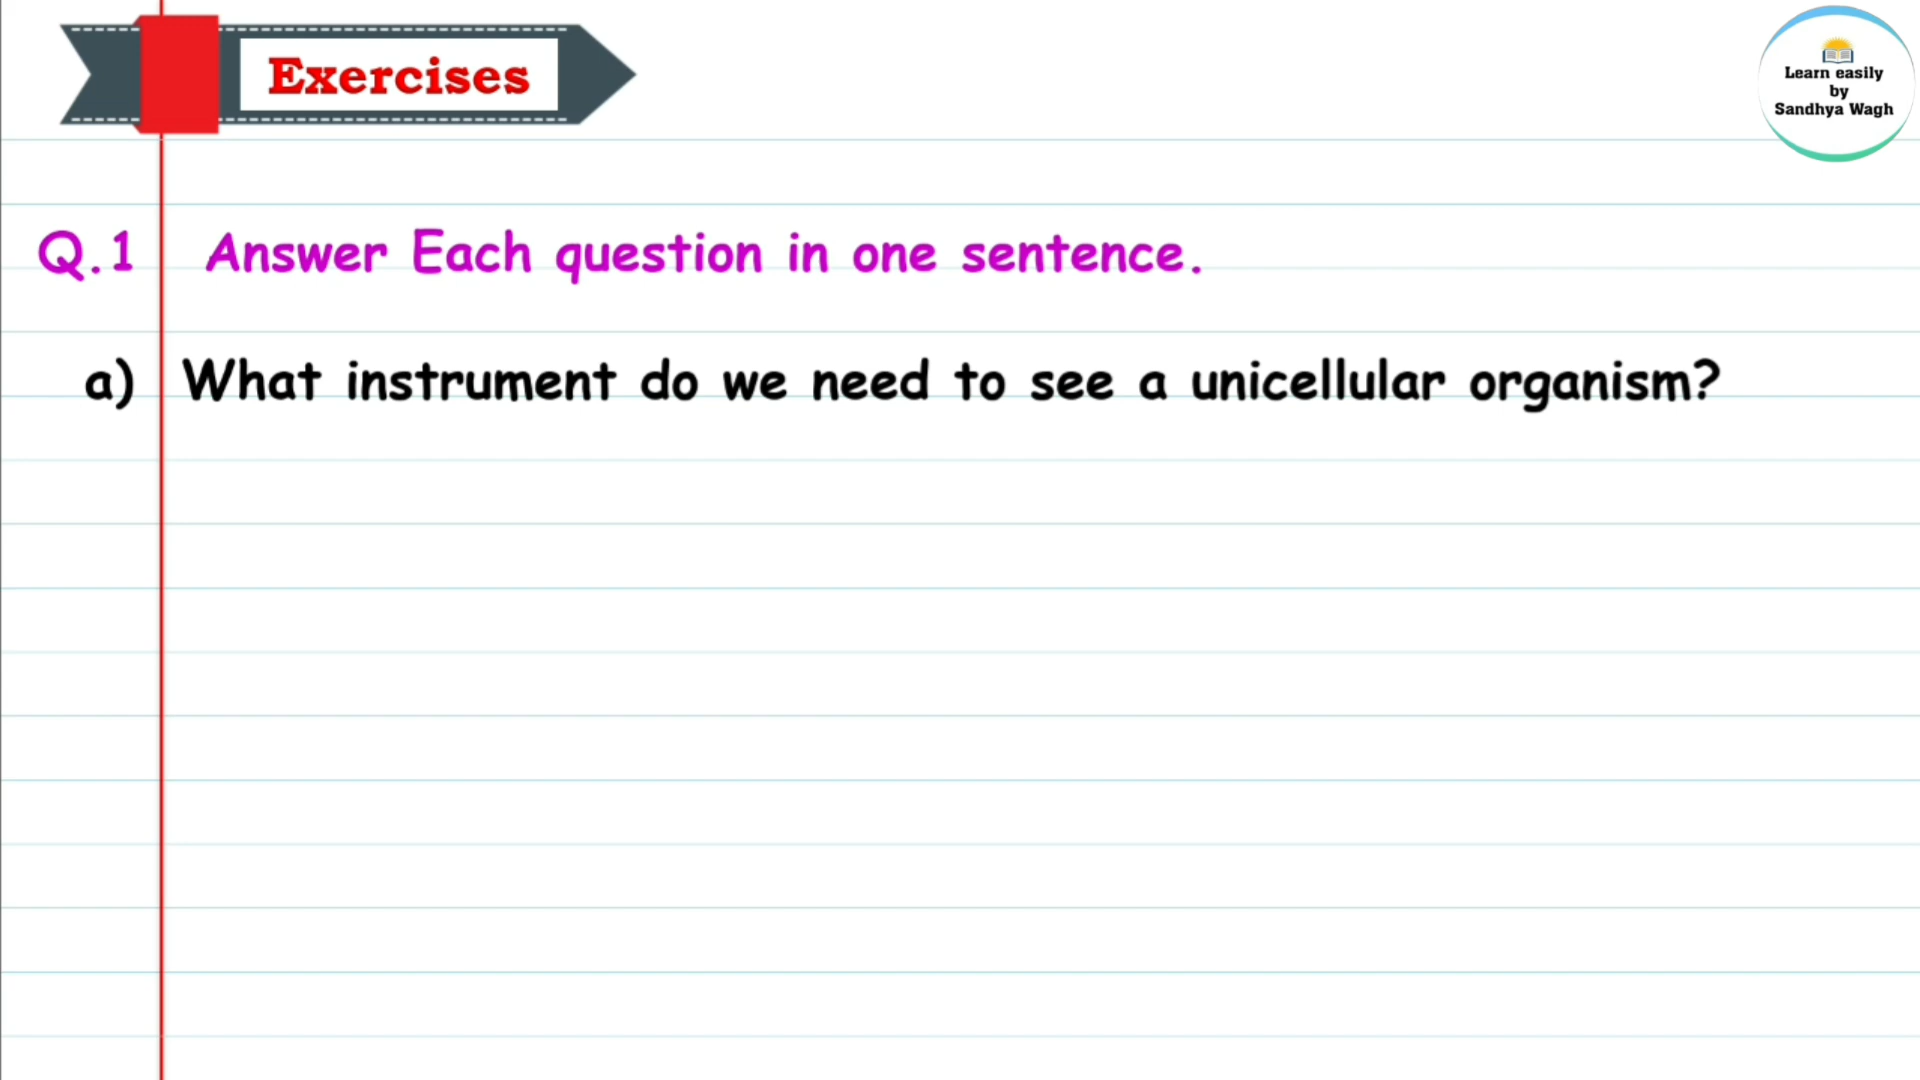 Exercises
Learn easily
by
Sandhya Wagh
Q.1 Answer Each question in one sentence.
a) What instrument do we need to see a unicellular organism?